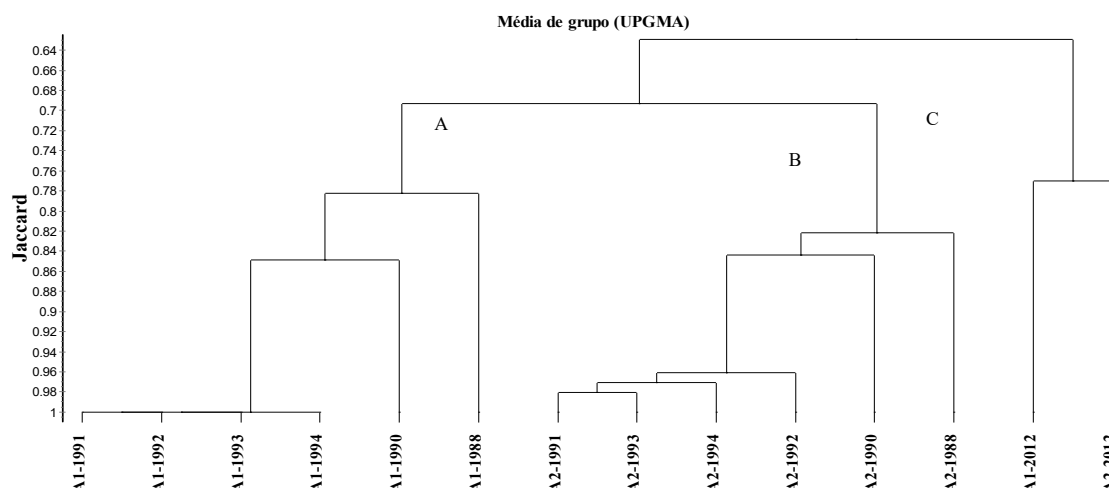 Média de grupo (UPGMA)
0.64
0.66
0.68
0.7
0.72
0.74
0.76
0.78
0.8
0.82
0.84
0.86
0.88
0.9
0.92
0.94
0.96
0.98
1
Jaccard
A
B
C
A1-1991
A1-1992
A1-1993
A1-1994
A1-1990
A1-1988
A2-1991
A2-1993
A2-1994
A2-1992
A2-1990
A2-1988
A1-2012
A2-2012